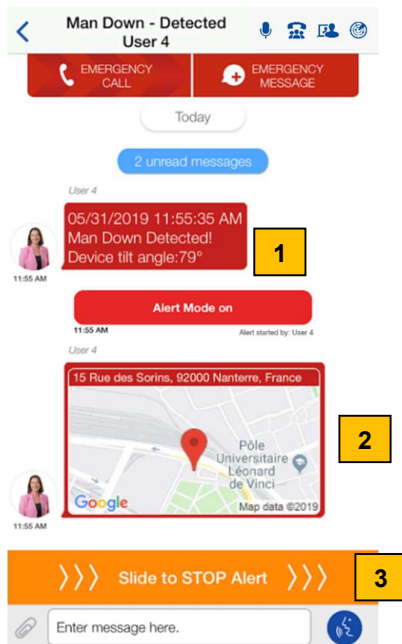 Man Down - Detected
User 4
EMERGENCY
CALL
EMERGENCY
MESSAGE
Today
2 unread messages
User 4
05/31/2019 11:55:35 AM
Man Down Detected!
Device tilt angle:79°
1
11:55 AM
Alert Mode on
11:55 AM
Alert started by: User 4
User 4
15 Rue des Sorins, 92000 Nanterre, France
Pôle
Universitaire
Léonard
de Vinci
Google
Map data ©2019
2
11:55 AM
⟩⟩⟩ Slide to STOP Alert ⟩⟩⟩
3
Enter message here.